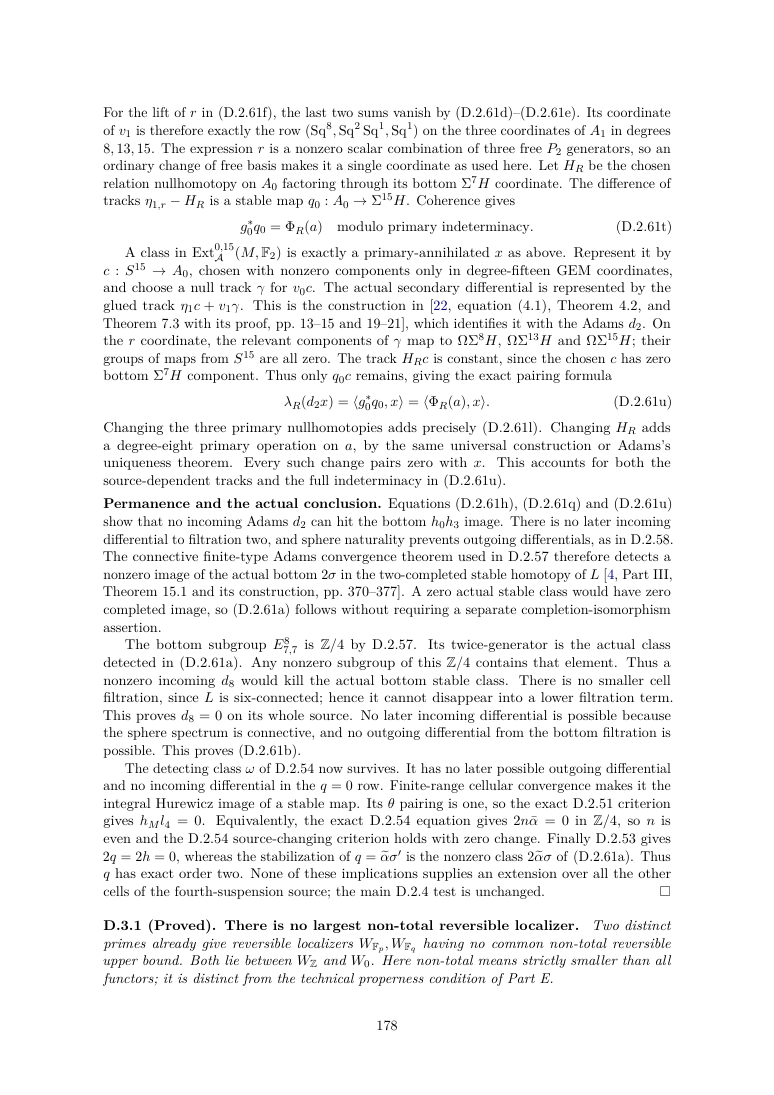 For the lift of r in (D.2.61f), the last two sums vanish by (D.2.61d)–(D.2.61e). Its coordinate
of v₁ is therefore exactly the row (Sq⁸, Sq² Sq¹, Sq¹) on the three coordinates of A₁ in degrees
8, 13, 15. The expression r is a nonzero scalar combination of three free P₂ generators, so an
ordinary change of free basis makes it a single coordinate as used here. Let H_R be the chosen
relation nullhomotopy on A₀ factoring through its bottom Σ⁷H coordinate. The difference of
tracks η₁,ᵣ − H_R is a stable map q₀ : A₀ → Σ¹⁵H. Coherence gives
g₀*q₀ = Φ_R(a) modulo primary indeterminacy. (D.2.61t)
A class in Ext_𝒜^{0,15}(M, 𝔽₂) is exactly a primary-annihilated x as above. Represent it by
c : S¹⁵ → A₀, chosen with nonzero components only in degree-fifteen GEM coordinates,
and choose a null track γ for v₀c. The actual secondary differential is represented by the
glued track η₁c + v₁γ. This is the construction in [22, equation (4.1), Theorem 4.2, and
Theorem 7.3 with its proof, pp. 13–15 and 19–21], which identifies it with the Adams d₂. On
the r coordinate, the relevant components of γ map to ΩΣ⁸H, ΩΣ¹³H and ΩΣ¹⁵H; their
groups of maps from S¹⁵ are all zero. The track H_Rc is constant, since the chosen c has zero
bottom Σ⁷H component. Thus only q₀c remains, giving the exact pairing formula
λ_R(d₂x) = ⟨g₀*q₀, x⟩ = ⟨Φ_R(a), x⟩. (D.2.61u)
Changing the three primary nullhomotopies adds precisely (D.2.61l). Changing H_R adds
a degree-eight primary operation on a, by the same universal construction or Adams's
uniqueness theorem. Every such change pairs zero with x. This accounts for both the
source-dependent tracks and the full indeterminacy in (D.2.61u).
Permanence and the actual conclusion. Equations (D.2.61h), (D.2.61q) and (D.2.61u)
show that no incoming Adams d₂ can hit the bottom h₀h₃ image. There is no later incoming
differential to filtration two, and sphere naturality prevents outgoing differentials, as in D.2.58.
The connective finite-type Adams convergence theorem used in D.2.57 therefore detects a
nonzero image of the actual bottom 2σ in the two-completed stable homotopy of L [4, Part III,
Theorem 15.1 and its construction, pp. 370–377]. A zero actual stable class would have zero
completed image, so (D.2.61a) follows without requiring a separate completion-isomorphism
assertion.
The bottom subgroup E⁸₇,₇ is ℤ/4 by D.2.57. Its twice-generator is the actual class
detected in (D.2.61a). Any nonzero subgroup of this ℤ/4 contains that element. Thus a
nonzero incoming d₈ would kill the actual bottom stable class. There is no smaller cell
filtration, since L is six-connected; hence it cannot disappear into a lower filtration term.
This proves d₈ = 0 on its whole source. No later incoming differential is possible because
the sphere spectrum is connective, and no outgoing differential from the bottom filtration is
possible. This proves (D.2.61b).
The detecting class ω of D.2.54 now survives. It has no later possible outgoing differential
and no incoming differential in the q = 0 row. Finite-range cellular convergence makes it the
integral Hurewicz image of a stable map. Its θ pairing is one, so the exact D.2.51 criterion
gives h_M l₄ = 0. Equivalently, the exact D.2.54 equation gives 2nᾱ = 0 in ℤ/4, so n is
even and the D.2.54 source-changing criterion holds with zero change. Finally D.2.53 gives
2q = 2h = 0, whereas the stabilization of q = α̃σ′ is the nonzero class 2α̃σ of (D.2.61a). Thus
q has exact order two. None of these implications supplies an extension over all the other
cells of the fourth-suspension source; the main D.2.4 test is unchanged. □
D.3.1 (Proved). There is no largest non-total reversible localizer. Two distinct
primes already give reversible localizers W_{𝔽_p}, W_{𝔽_q} having no common non-total reversible
upper bound. Both lie between W_ℤ and W₀. Here non-total means strictly smaller than all
functors; it is distinct from the technical properness condition of Part E.
178